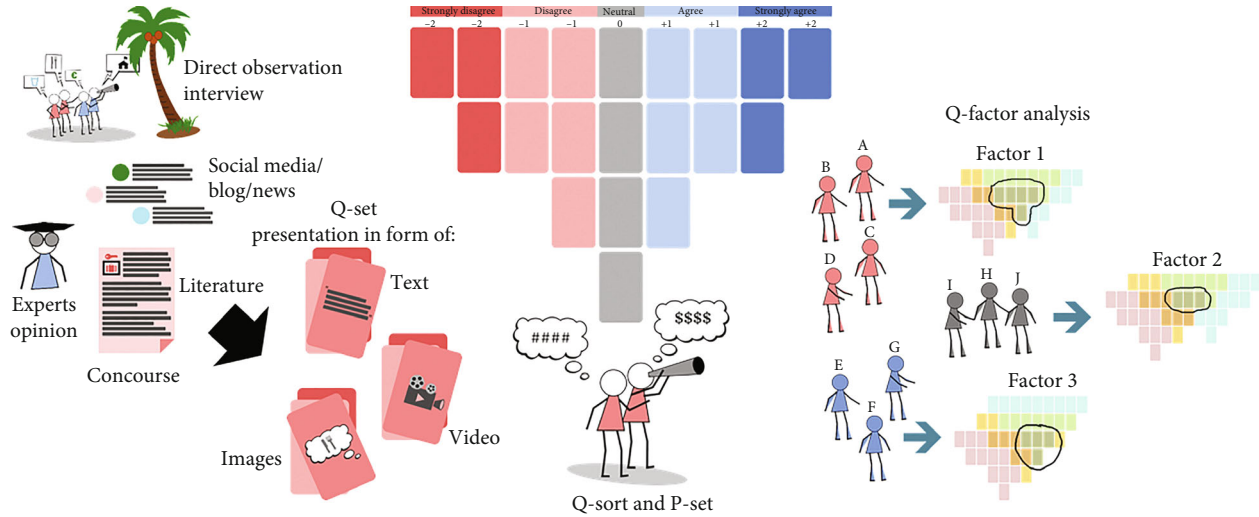 Direct observation
interview
Social media/
blog/news
Experts
opinion
Literature
Concourse
Q-set
presentation in form of:
Text
Video
Images
Strongly disagree Disagree Neutral Agree Strongly agree
−2 −2 −1 −1 0 +1 +1 +2 +2
####
$$$$
Q-sort and P-set
Q-factor analysis
A
B
C
D
Factor 1
I H J
Factor 2
E
G
F
Factor 3
€